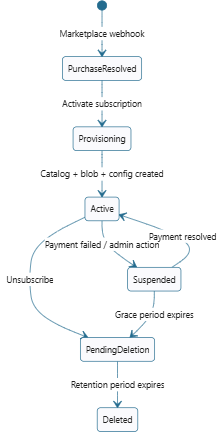 Marketplace webhook
PurchaseResolved
Activate subscription
Provisioning
Catalog + blob + config created
Active
Payment failed / admin action
Payment resolved
Unsubscribe
Suspended
Grace period expires
PendingDeletion
Retention period expires
Deleted